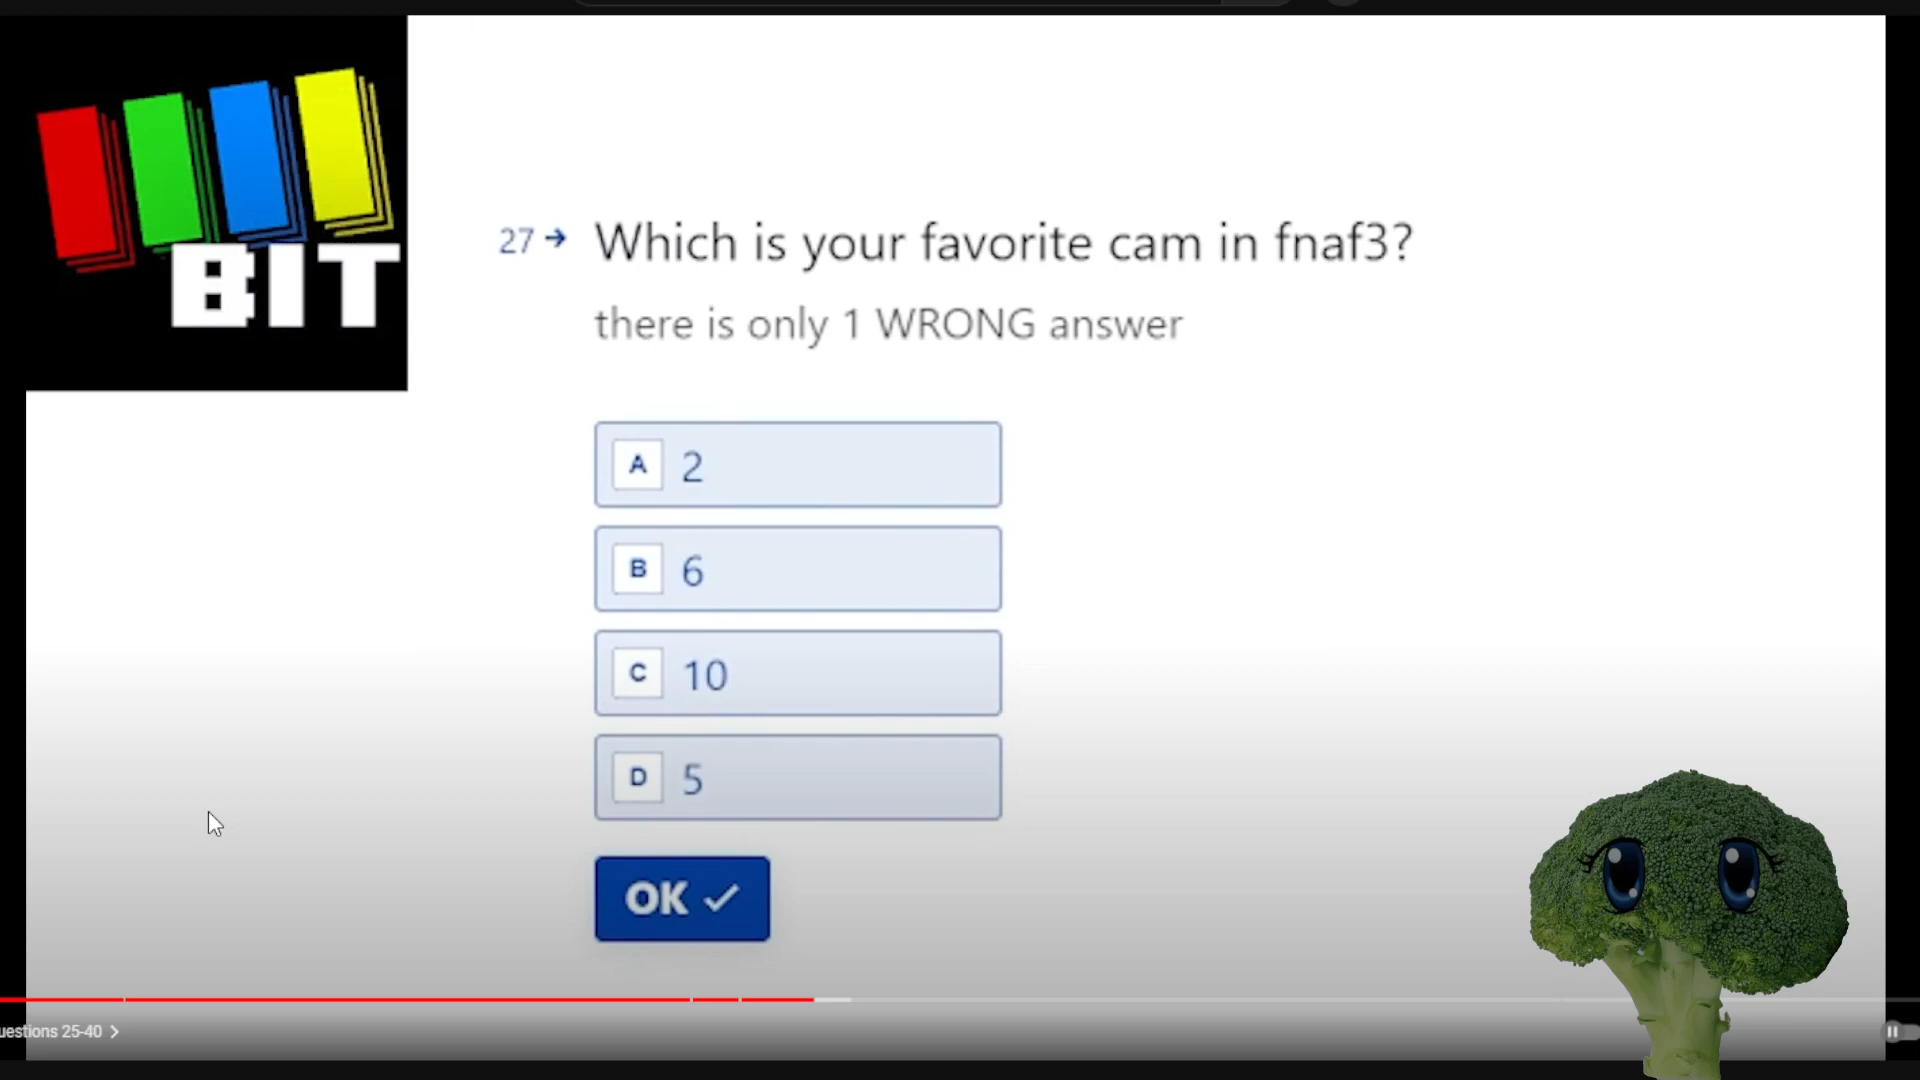 BIT
27 → Which is your favorite cam in fnaf3?
there is only 1 WRONG answer
A 2
B 6
C 10
D 5
OK ✓
uestions 25-40 >